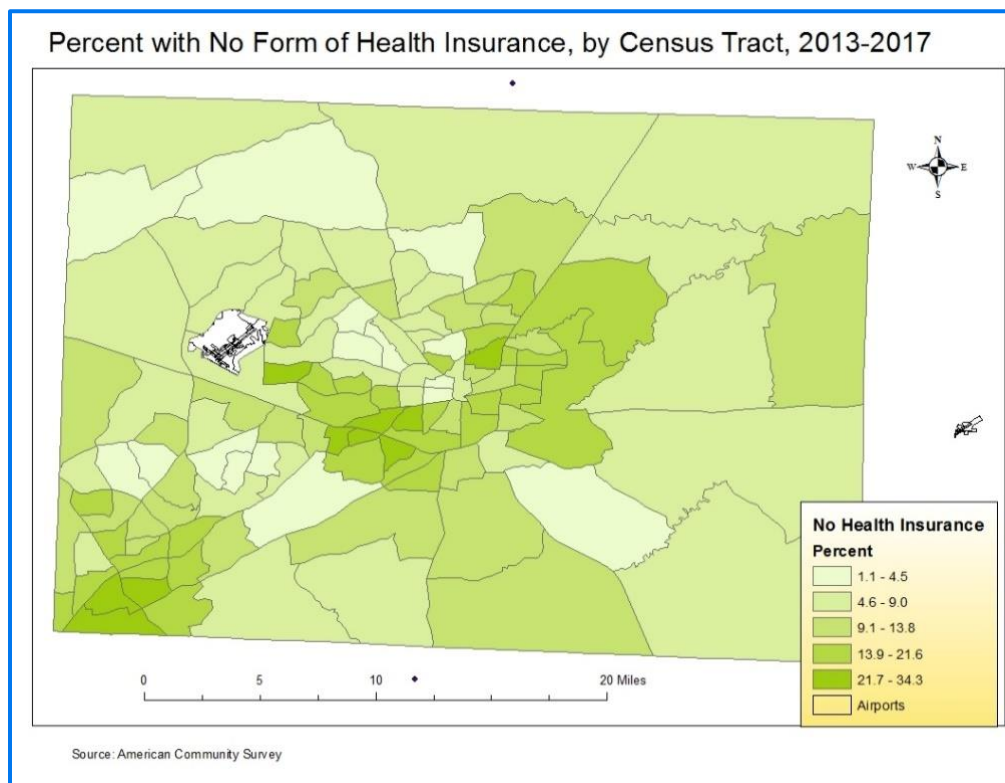 Percent with No Form of Health Insurance, by Census Tract, 2013-2017
N
W E
S
No Health Insurance
Percent
1.1 - 4.5
4.6 - 9.0
9.1 - 13.8
13.9 - 21.6
21.7 - 34.3
Airports
0 5 10 20 Miles
Source: American Community Survey